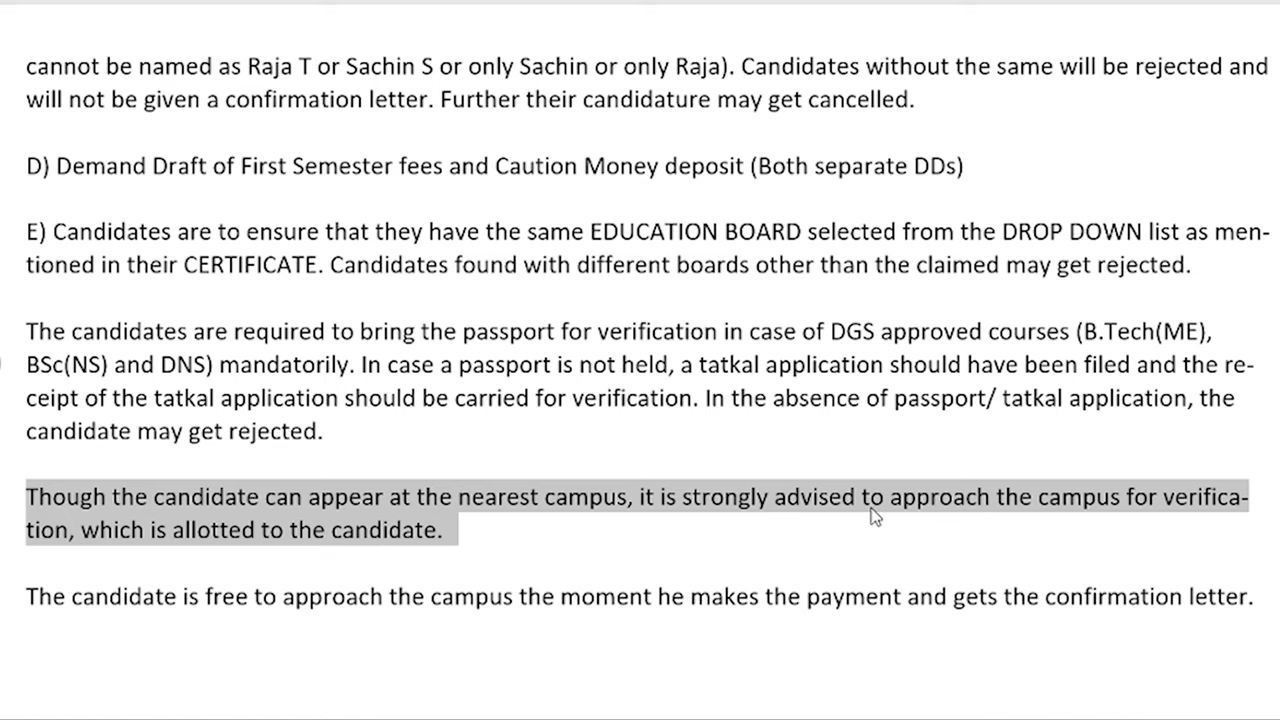 cannot be named as Raja T or Sachin S or only Sachin or only Raja). Candidates without the same will be rejected and
will not be given a confirmation letter. Further their candidature may get cancelled.
D) Demand Draft of First Semester fees and Caution Money deposit (Both separate DDs)
E) Candidates are to ensure that they have the same EDUCATION BOARD selected from the DROP DOWN list as men-
tioned in their CERTIFICATE. Candidates found with different boards other than the claimed may get rejected.
The candidates are required to bring the passport for verification in case of DGS approved courses (B.Tech(ME),
BSc(NS) and DNS) mandatorily. In case a passport is not held, a tatkal application should have been filed and the re-
ceipt of the tatkal application should be carried for verification. In the absence of passport/ tatkal application, the
candidate may get rejected.
Though the candidate can appear at the nearest campus, it is strongly advised to approach the campus for verifica-
tion, which is allotted to the candidate.
The candidate is free to approach the campus the moment he makes the payment and gets the confirmation letter.